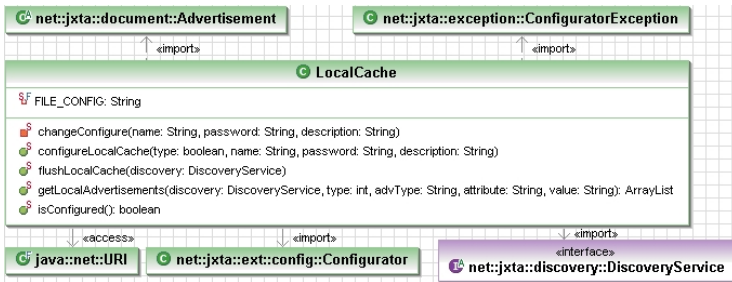 net::jxta::document::Advertisement
net::jxta::exception::ConfiguratorException
«import»
«import»
LocalCache
FILE_CONFIG: String
changeConfigure(name: String, password: String, description: String)
configureLocalCache(type: boolean, name: String, password: String, description: String)
flushLocalCache(discovery: DiscoveryService)
getLocalAdvertisements(discovery: DiscoveryService, type: int, advType: String, attribute: String, value: String): ArrayList
isConfigured(): boolean
«access»
«import»
«import»
java::net::URI
net::jxta::ext::config::Configurator
«interface»
net::jxta::discovery::DiscoveryService